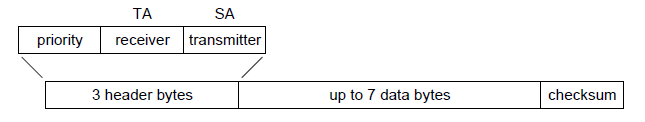 TA SA
priority receiver transmitter
3 header bytes up to 7 data bytes checksum